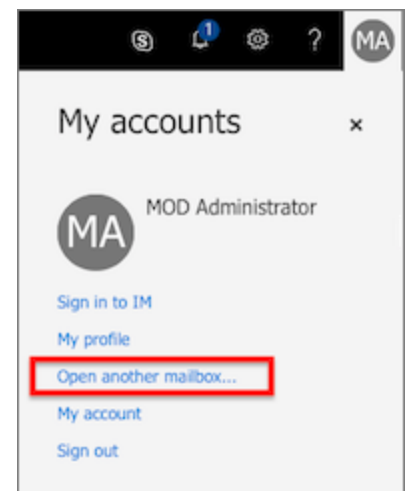 S 1 ? MA
My accounts ×
MOD Administrator
MA
Sign in to IM
My profile
Open another mailbox...
My account
Sign out